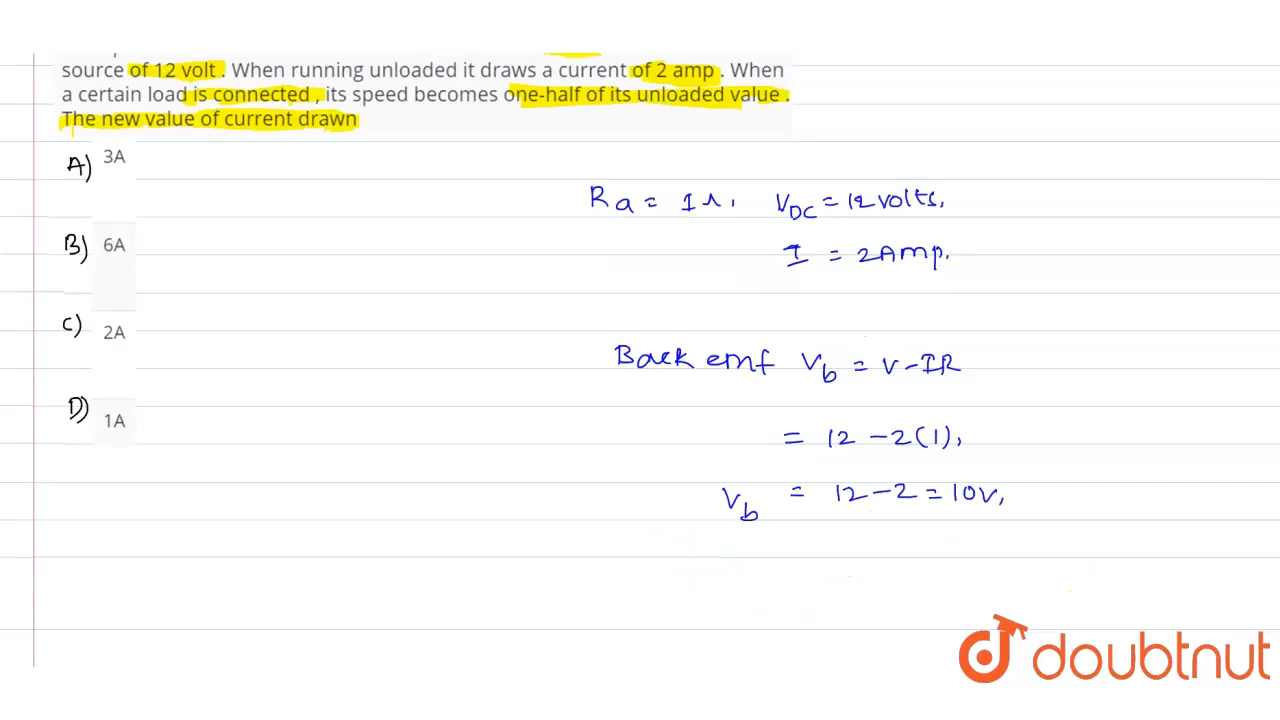 source of 12 volt . When running unloaded it draws a current of 2 amp . When
a certain load is connected , its speed becomes one-half of its unloaded value .
The new value of current drawn
A) 3A
B) 6A
C) 2A
D) 1A
Ra = 1Ω, VDC = 12 volts,
I = 2Amp.
Back emf Vb = V-IR
= 12 - 2(1),
Vb = 12-2 = 10V,
doubtnut